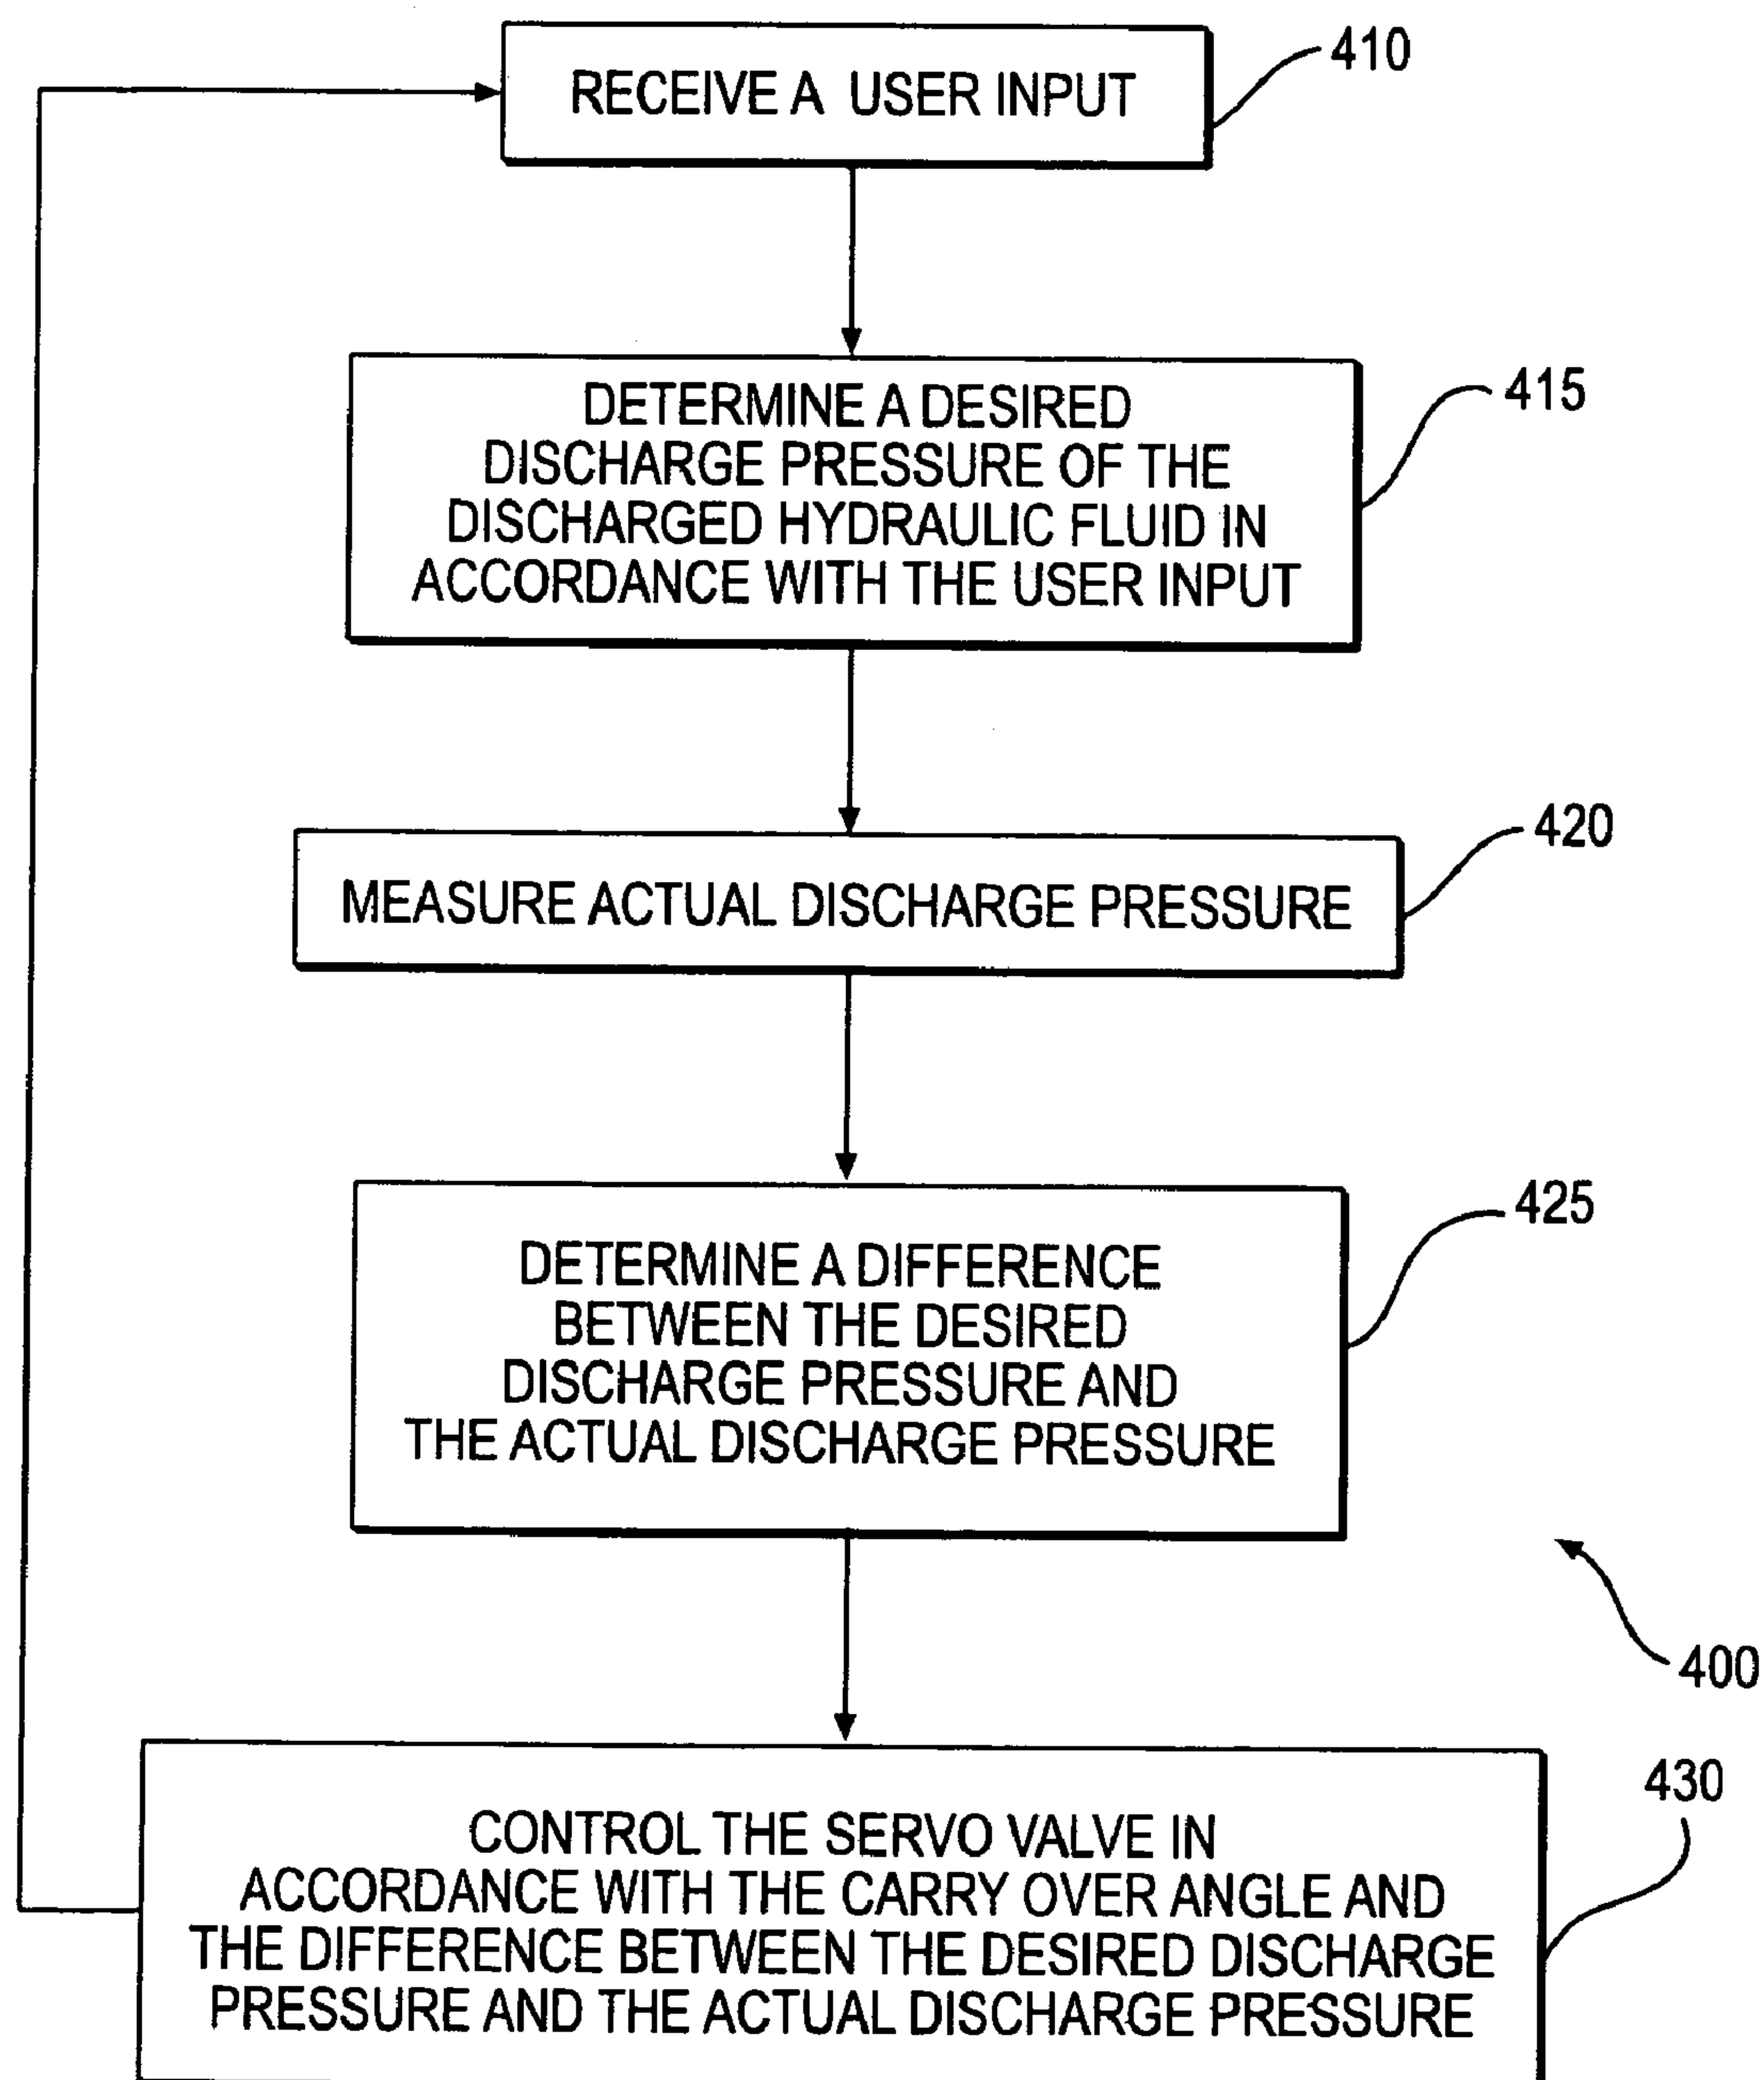 RECEIVE A USER INPUT
410
DETERMINE A DESIRED
DISCHARGE PRESSURE OF THE
DISCHARGED HYDRAULIC FLUID IN
ACCORDANCE WITH THE USER INPUT
415
MEASURE ACTUAL DISCHARGE PRESSURE
420
DETERMINE A DIFFERENCE
BETWEEN THE DESIRED
DISCHARGE PRESSURE AND
THE ACTUAL DISCHARGE PRESSURE
425
400
CONTROL THE SERVO VALVE IN
ACCORDANCE WITH THE CARRY OVER ANGLE AND
THE DIFFERENCE BETWEEN THE DESIRED DISCHARGE
PRESSURE AND THE ACTUAL DISCHARGE PRESSURE
430